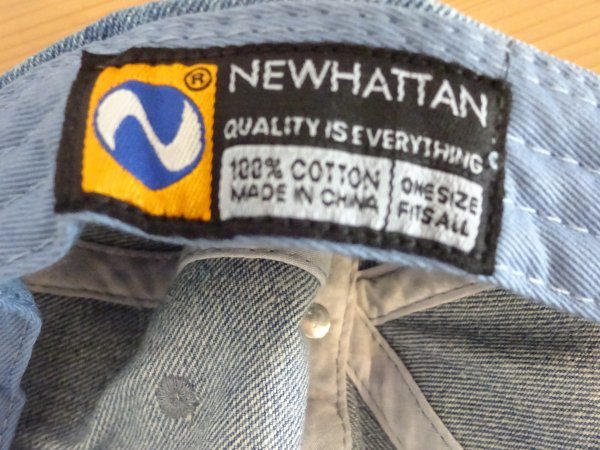 ®
NEWHATTAN
QUALITY IS EVERYTHING
100% COTTON
MADE IN CHINA
ONE SIZE
FITS ALL